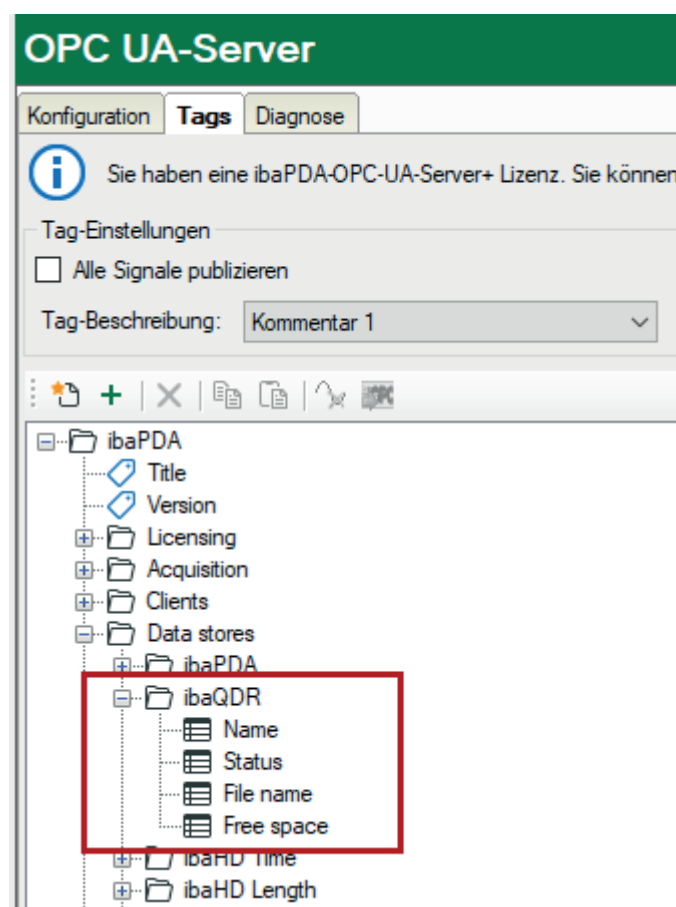 OPC UA-Server
Konfiguration Tags Diagnose
Sie haben eine ibaPDA-OPC-UA-Server+ Lizenz. Sie können
Tag-Einstellungen
Alle Signale publizieren
Tag-Beschreibung: Kommentar 1
ibaPDA
Title
Version
Licensing
Acquisition
Clients
Data stores
ibaPDA
ibaQDR
Name
Status
File name
Free space
ibaHD Time
ibaHD Length